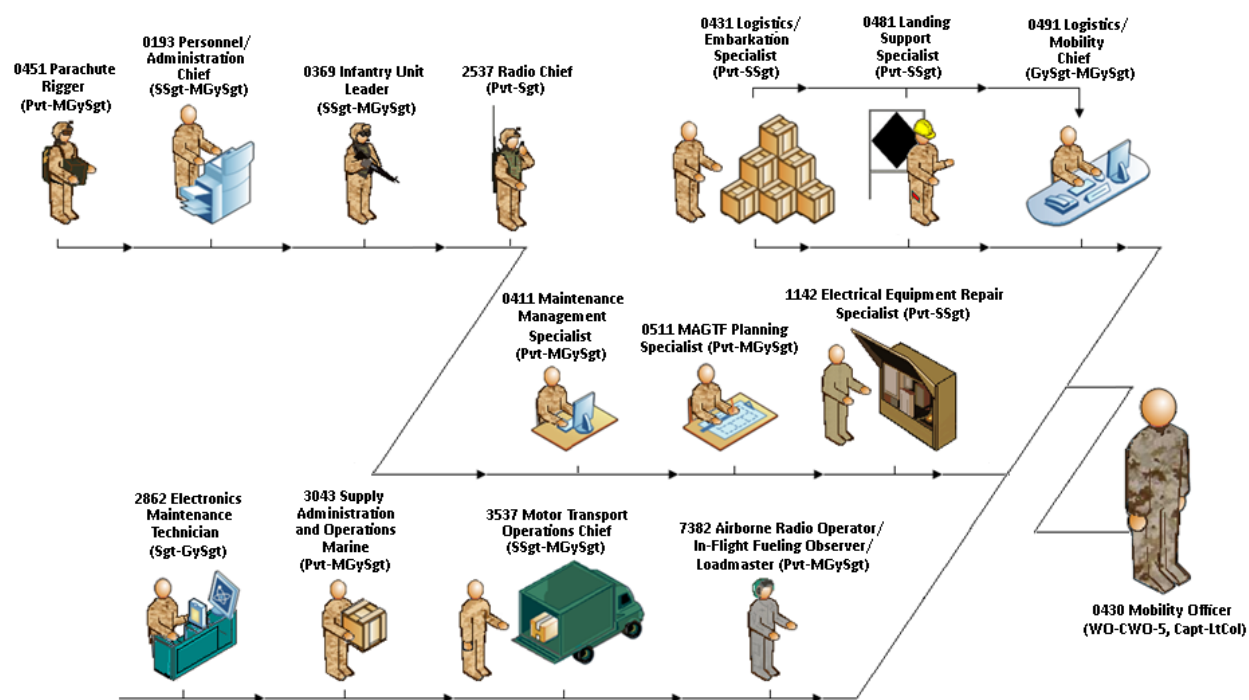 0451 Parachute
Rigger
(Pvt-MGySgt)
0193 Personnel/
Administration
Chief
(SSgt-MGySgt)
0369 Infantry Unit
Leader
(SSgt-MGySgt)
2537 Radio Chief
(Pvt-Sgt)
0431 Logistics/
Embarkation
Specialist
(Pvt-SSgt)
0481 Landing
Support
Specialist
(Pvt-SSgt)
0491 Logistics/
Mobility
Chief
(GySgt-MGySgt)
0411 Maintenance
Management
Specialist
(Pvt-MGySgt)
0511 MAGTF Planning
Specialist (Pvt-MGySgt)
1142 Electrical Equipment Repair
Specialist (Pvt-SSgt)
2862 Electronics
Maintenance
Technician
(Sgt-GySgt)
3043 Supply
Administration
and Operations
Marine
(Pvt-MGySgt)
3537 Motor Transport
Operations Chief
(SSgt-MGySgt)
7382 Airborne Radio Operator/
In-Flight Fueling Observer/
Loadmaster (Pvt-MGySgt)
0430 Mobility Officer
(WO-CWO-5, Capt-LtCol)